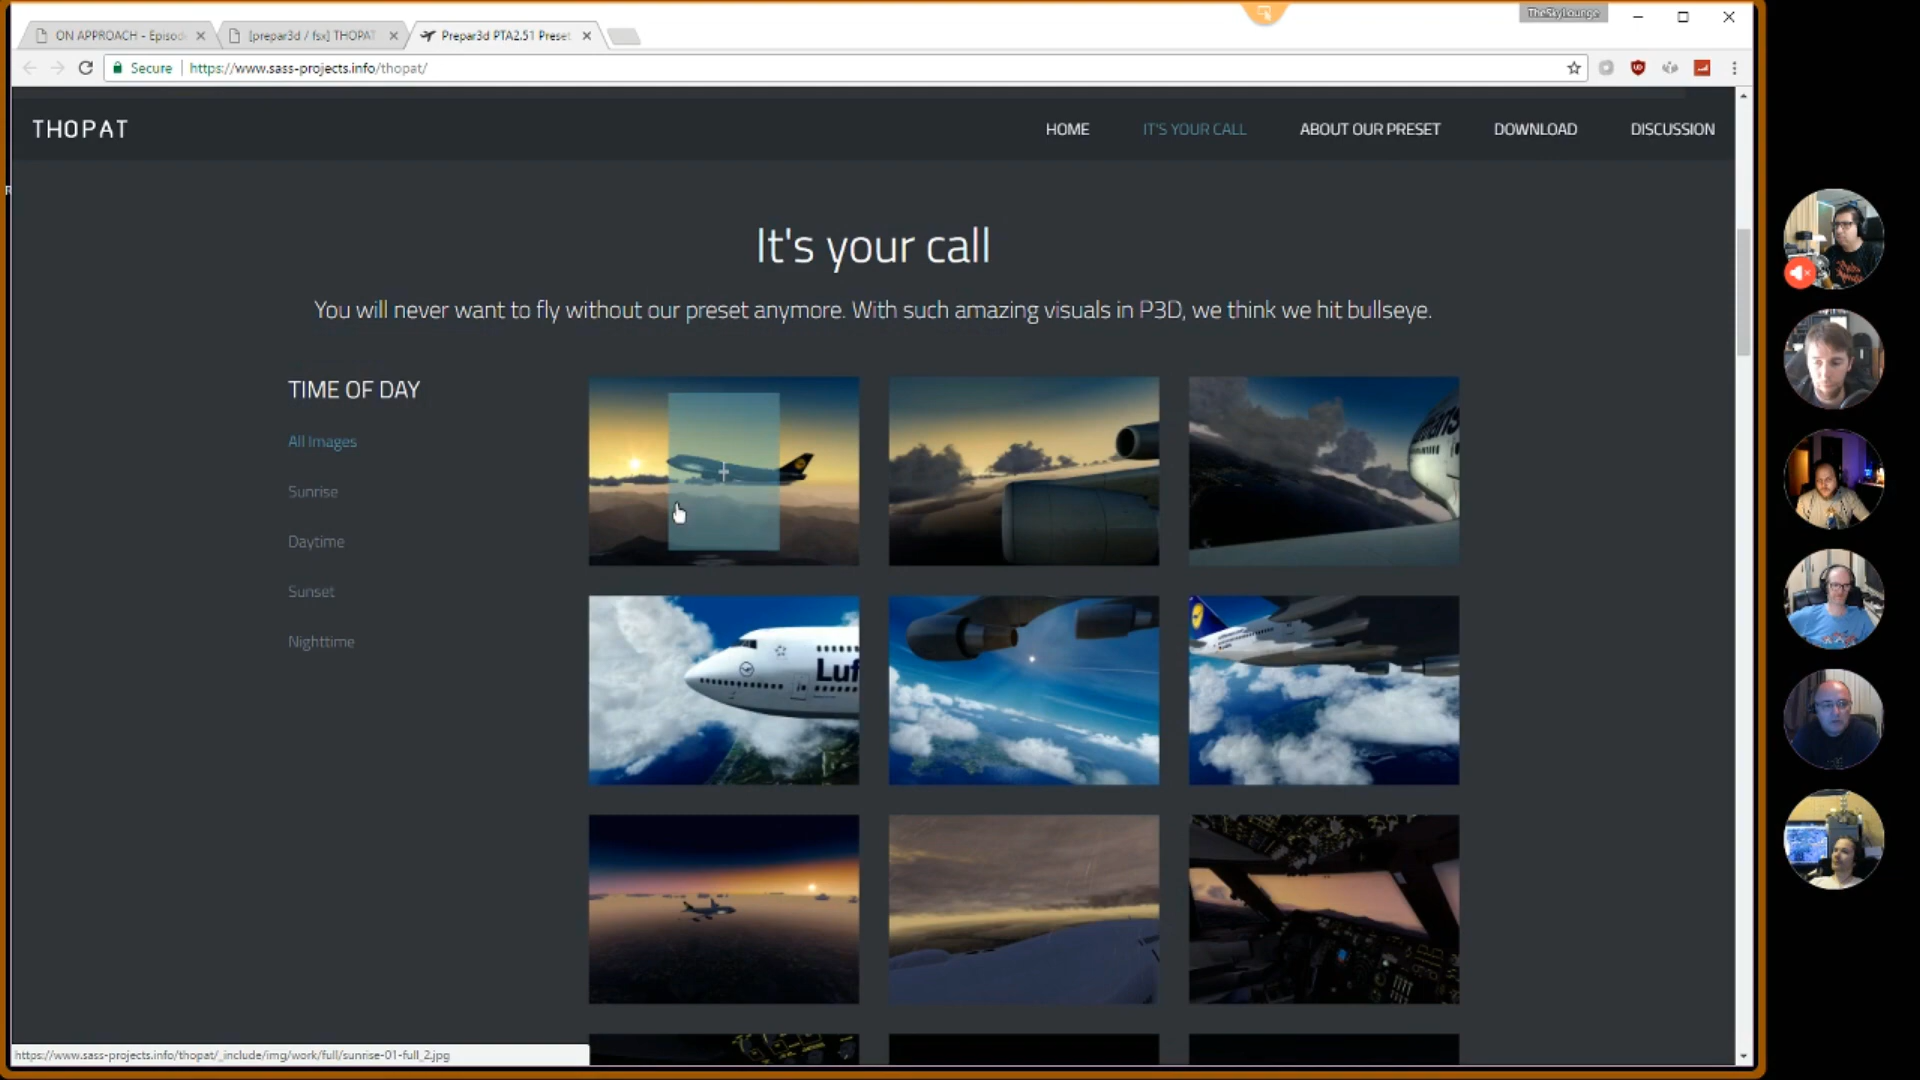 TheSkyLounge
ON APPROACH - Episod
[prepar3d / fsx] THOPAT
Prepar3d PTA2.51 Preset
Secure
https://www.sass-projects.info/thopat/
THOPAT
HOME
IT'S YOUR CALL
ABOUT OUR PRESET
DOWNLOAD
DISCUSSION
It's your call
You will never want to fly without our preset anymore. With such amazing visuals in P3D, we think we hit bullseye.
TIME OF DAY
All Images
Sunrise
Daytime
Sunset
Nighttime
Luf
https://www.sass-projects.info/thopat/_include/img/work/full/sunrise-01-full_2.jpg